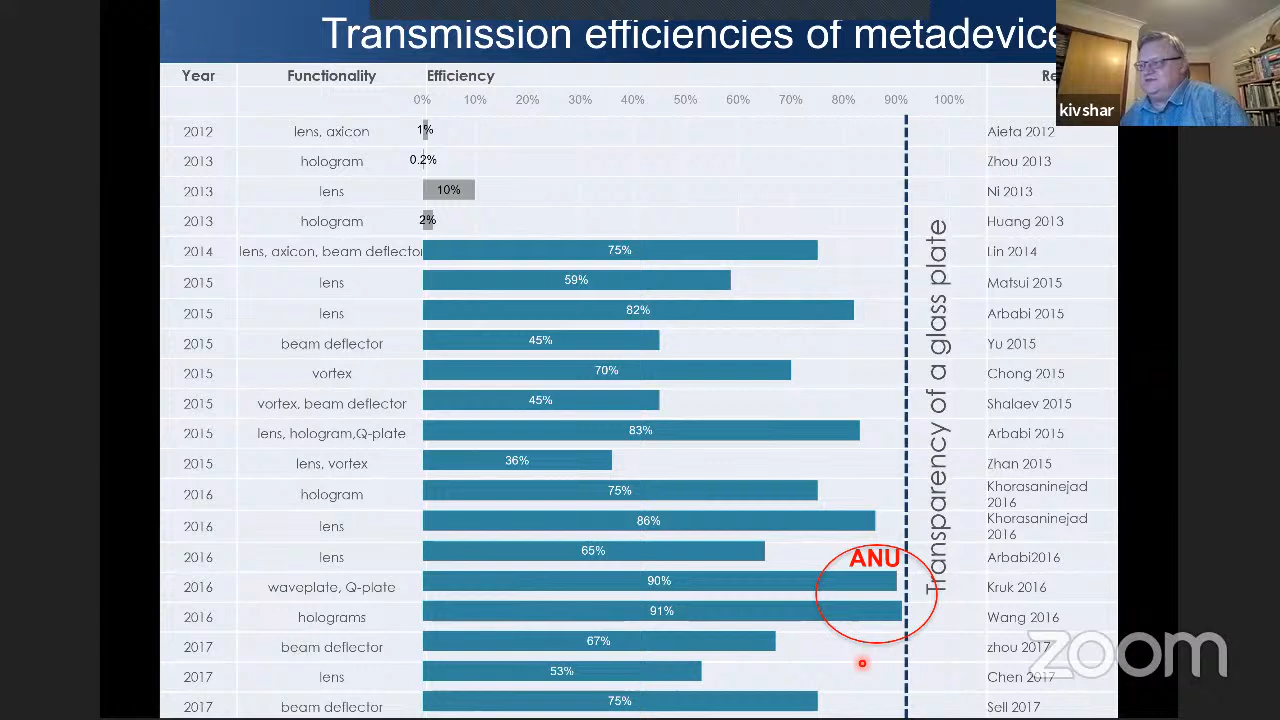 Transmission efficiencies of metadevice
kivshar
Year Functionality Efficiency Re
0% 10% 20% 30% 40% 50% 60% 70% 80% 90% 100%
2012 lens, axicon 1% Aieta 2012
2013 hologram 0.2% Zhou 2013
2013 lens 10% Ni 2013
2013 hologram 2% Huang 2013
2014 lens, axicon, beam deflector 75% Lin 2014
2015 lens 59% 2015
2015 lens 82% Arbabi 2015
2015 beam deflector 45% Yu 2015
2015 vortex 70% Chong 2015
2015 vortex, beam deflector 45% Shalaev 2015
2015 lens, hologram,Q-plate 83% Arbabi 2015
2015 lens, vortex 36% Zhan 2015
2016 hologram 75% Khorasaninejad
2016
2016 lens 86% Khorasaninejad
2016
2016 lens 65% Arbabi 2016
2016 waveplate, Q-plate 90% Kruk 2016
2016 holograms 91% Wang 2016
2017 beam deflector 67% zhou 2017
2017 lens 53% Chen 2017
2017 beam deflector 75% Sell 2017
Transparency of a glass plate
ANU
zoom